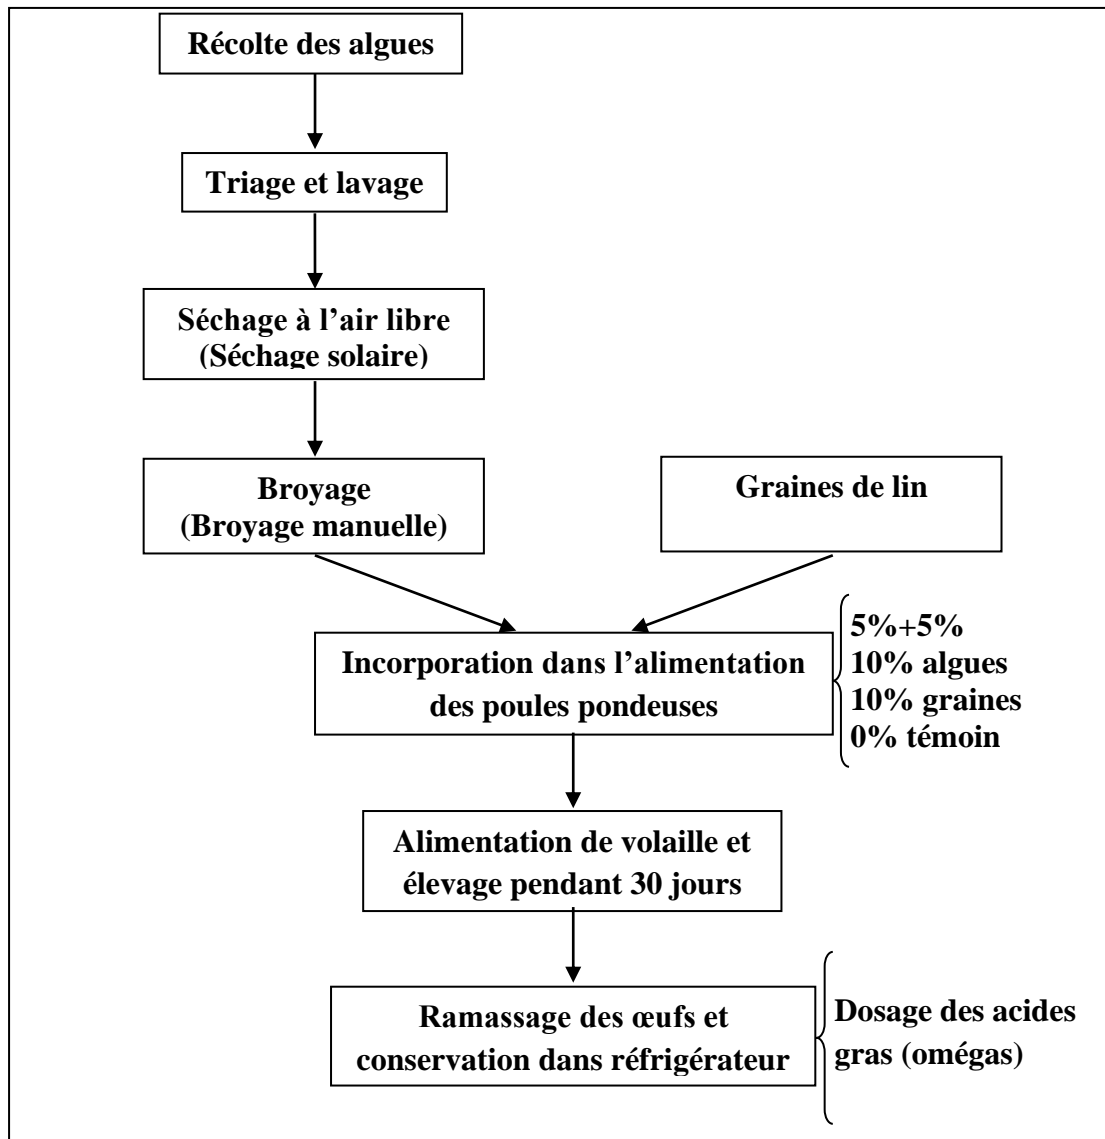 Récolte des algues
Triage et lavage
Séchage à l’air libre
(Séchage solaire)
Broyage
(Broyage manuelle)
Graines de lin
Incorporation dans l’alimentation
des poules pondeuses
5%+5%
10% algues
10% graines
0% témoin
Alimentation de volaille et
élevage pendant 30 jours
Ramassage des œufs et
conservation dans réfrigérateur
Dosage des acides
gras (omégas)